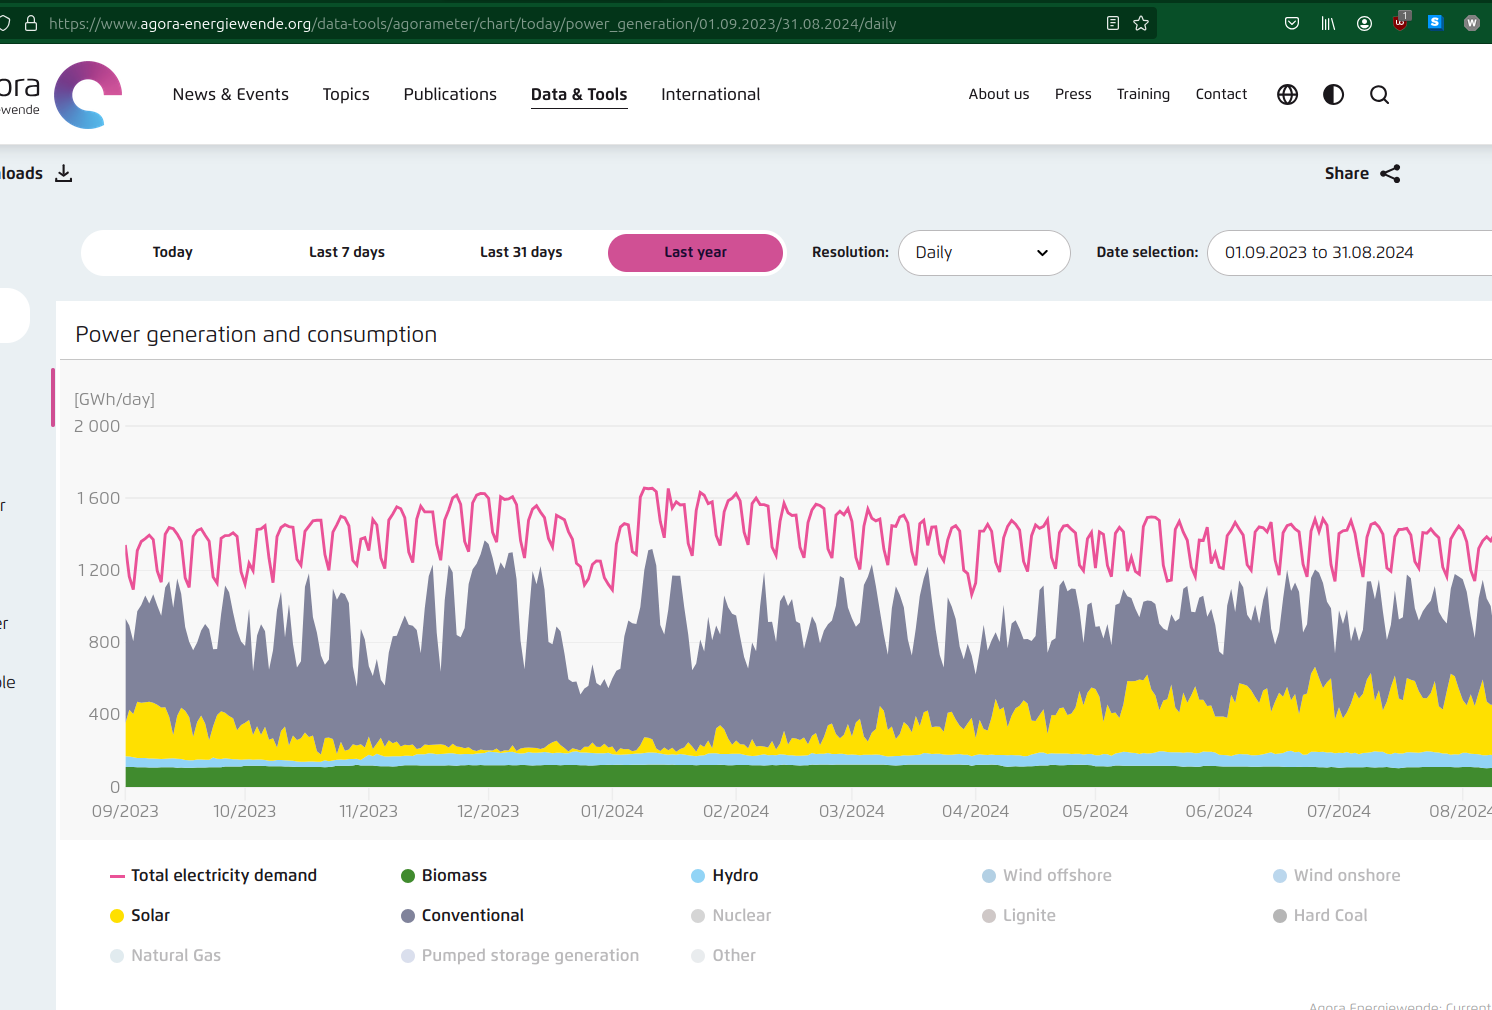 https://www.agora-energiewende.org/data-tools/agorameter/chart/today/power_generation/01.09.2023/31.08.2024/daily
1
S
W
ora
ewende
News & Events
Topics
Publications
Data & Tools
International
About us
Press
Training
Contact
loads
Share
Today
Last 7 days
Last 31 days
Last year
Resolution:
Daily
Date selection:
01.09.2023 to 31.08.2024
Power generation and consumption
[GWh/day]
2 000
1 600
1 200
800
400
0
r
er
ole
09/2023
10/2023
11/2023
12/2023
01/2024
02/2024
03/2024
04/2024
05/2024
06/2024
07/2024
08/2024
Total electricity demand
Biomass
Hydro
Wind offshore
Wind onshore
Solar
Conventional
Nuclear
Lignite
Hard Coal
Natural Gas
Pumped storage generation
Other
Agora Energiewende; Current